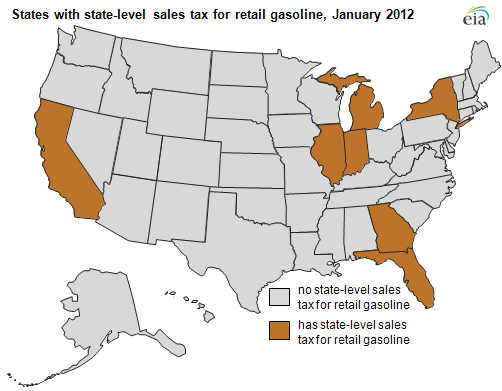 States with state-level sales tax for retail gasoline, January 2012
eia
no state-level sales
tax for retail gasoline
has state-level sales
tax for retail gasoline